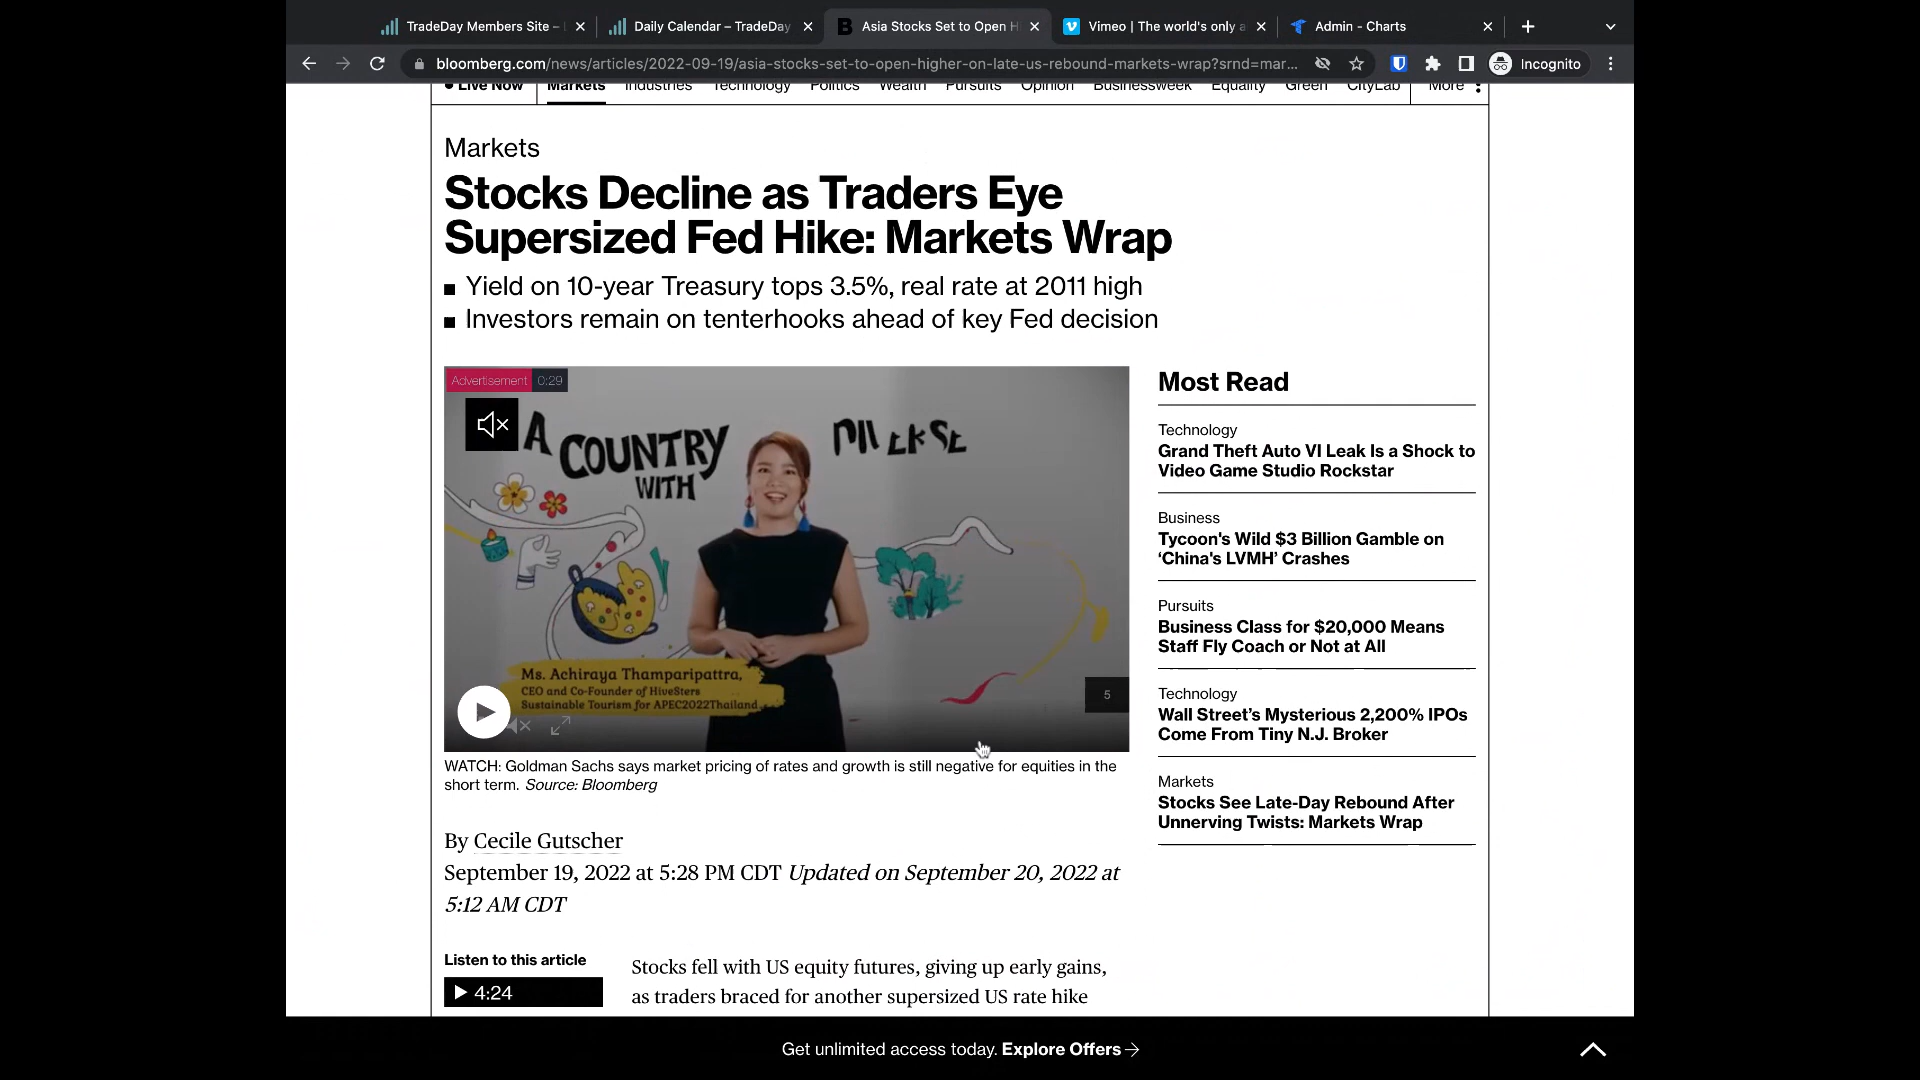 TradeDay Members Site –
Daily Calendar – TradeDay
Asia Stocks Set to Open H
Vimeo | The world's only a
Admin - Charts
bloomberg.com/news/articles/2022-09-19/asia-stocks-set-to-open-higher-on-late-us-rebound-markets-wrap?srnd=mar...
Incognito
Live Now
Markets
Industries
Technology
Politics
Wealth
Pursuits
Opinion
Businessweek
Equality
Green
CityLab
More
Markets
Stocks Decline as Traders Eye
Supersized Fed Hike: Markets Wrap
Yield on 10-year Treasury tops 3.5%, real rate at 2011 high
Investors remain on tenterhooks ahead of key Fed decision
Advertisement 0:29
A COUNTRY
WITH
Ms. Achiraya Thamparipattra,
CEO and Co-Founder of HiveSters
Sustainable Tourism for APEC2022Thailand
5
WATCH: Goldman Sachs says market pricing of rates and growth is still negative for equities in the
short term. Source: Bloomberg
By Cecile Gutscher
September 19, 2022 at 5:28 PM CDT Updated on September 20, 2022 at
5:12 AM CDT
Listen to this article
4:24
Stocks fell with US equity futures, giving up early gains,
as traders braced for another supersized US rate hike
Most Read
Technology
Grand Theft Auto VI Leak Is a Shock to
Video Game Studio Rockstar
Business
Tycoon's Wild $3 Billion Gamble on
‘China's LVMH’ Crashes
Pursuits
Business Class for $20,000 Means
Staff Fly Coach or Not at All
Technology
Wall Street’s Mysterious 2,200% IPOs
Come From Tiny N.J. Broker
Markets
Stocks See Late-Day Rebound After
Unnerving Twists: Markets Wrap
Get unlimited access today. Explore Offers